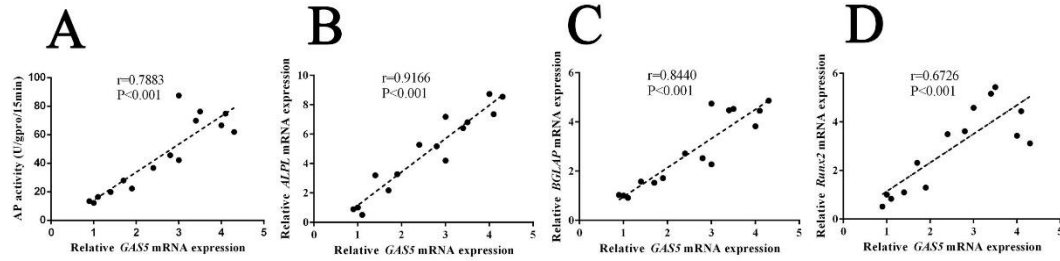 A
r=0.7883
P<0.001
AP activity (U/gpro/15min)
100
80
60
40
20
0
0 1 2 3 4 5
Relative GAS5 mRNA expression
B
r=0.9166
P<0.001
Relative ALPL mRNA expression
10
8
6
4
2
0
0 1 2 3 4 5
Relative GAS5 mRNA expression
C
r=0.8440
P<0.001
Relative BGLAP mRNA expression
6
4
2
0
0 1 2 3 4 5
Relative GAS5 mRNA expression
D
r=0.6726
P<0.001
Relative Runx2 mRNA expression
6
4
2
0
0 1 2 3 4 5
Relative GAS5 mRNA expression